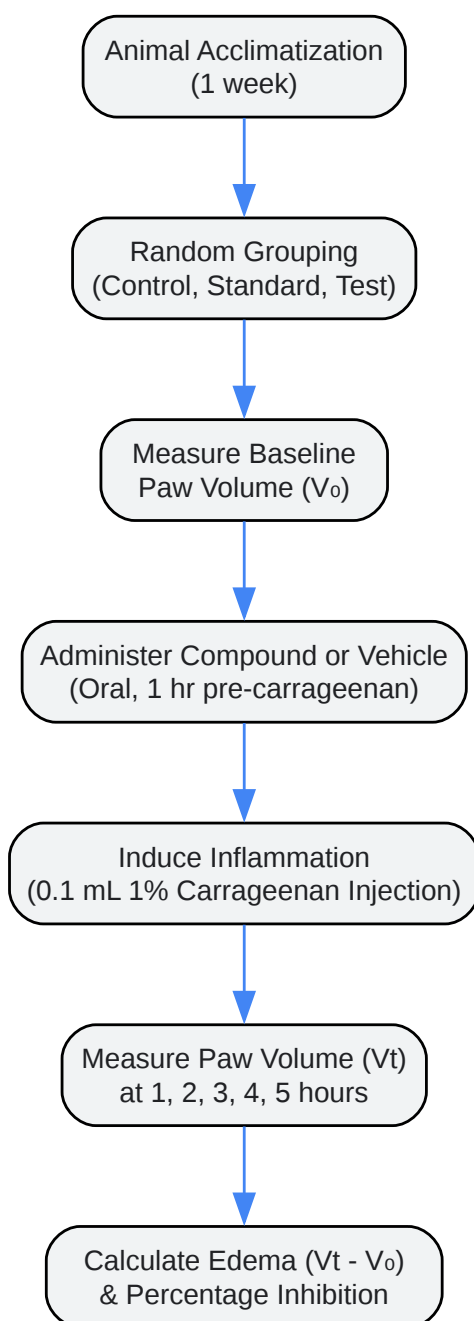 Animal Acclimatization
(1 week)
Random Grouping
(Control, Standard, Test)
Measure Baseline
Paw Volume (V₀)
Administer Compound or Vehicle
(Oral, 1 hr pre-carrageenan)
Induce Inflammation
(0.1 mL 1% Carrageenan Injection)
Measure Paw Volume (Vt)
at 1, 2, 3, 4, 5 hours
Calculate Edema (Vt - V₀)
& Percentage Inhibition